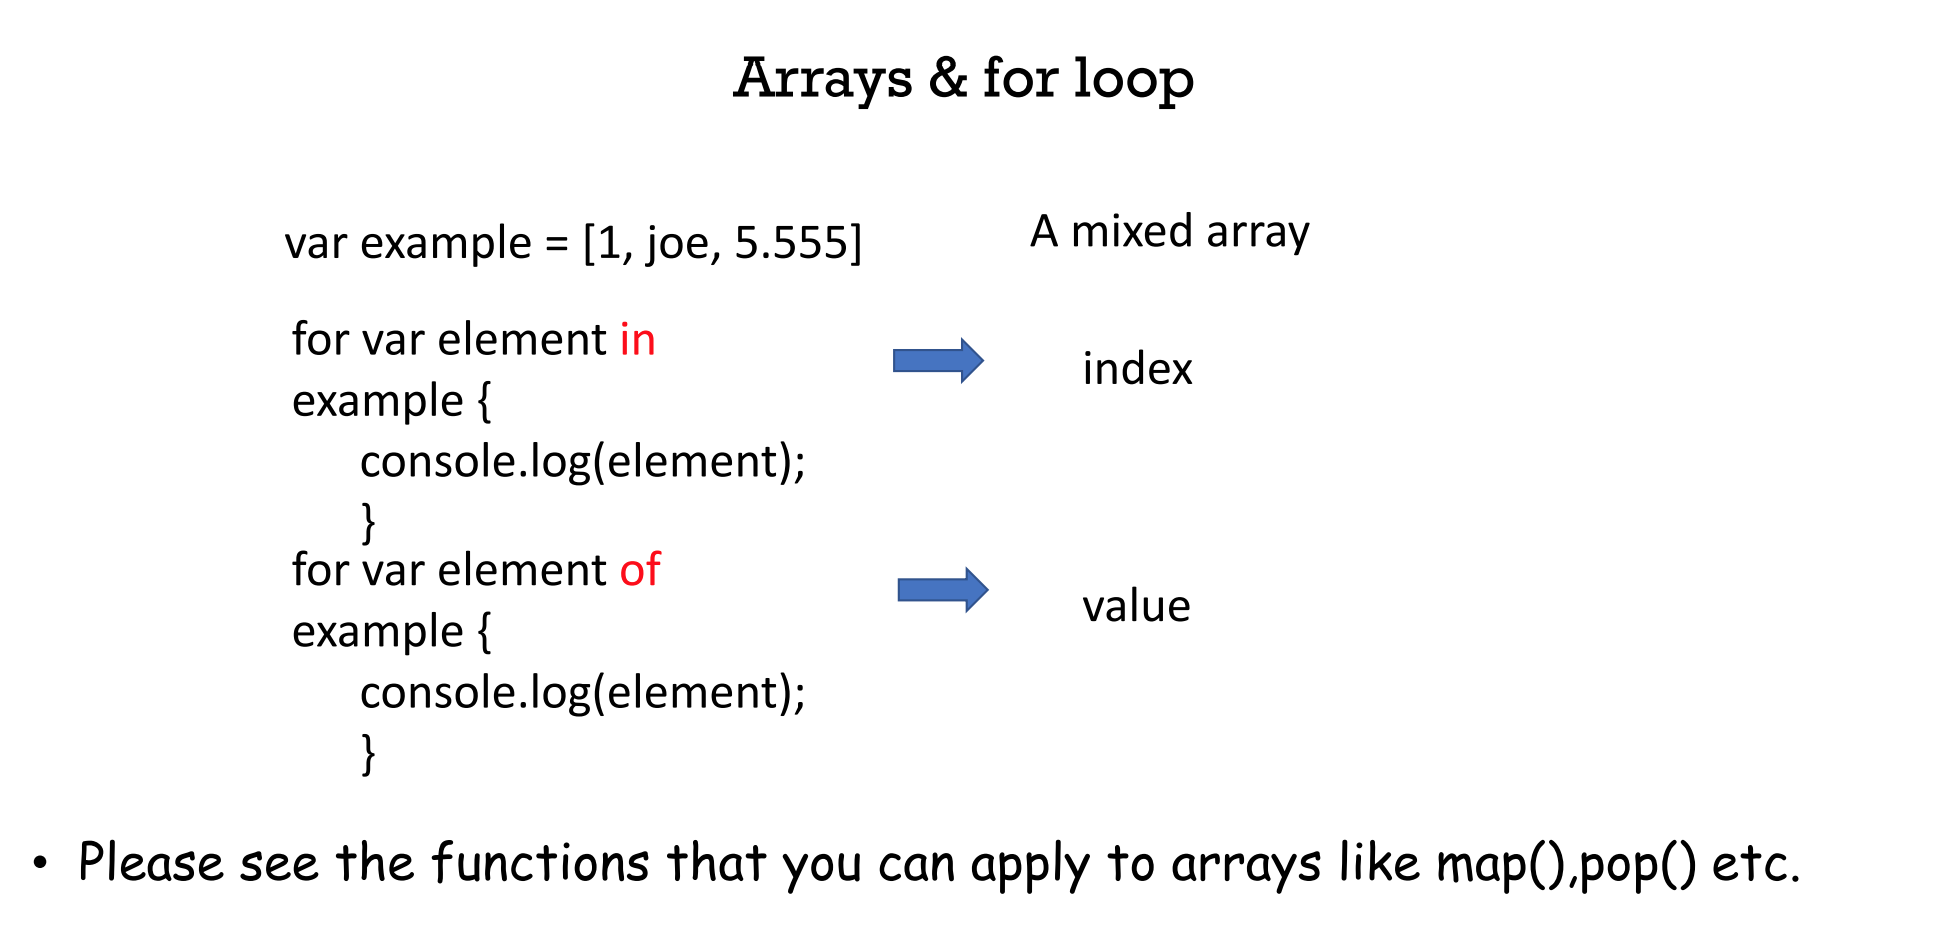 Arrays & for loop
var example = [1, joe, 5.555]
A mixed array
for var element in
example {
console.log(element);
}
index
for var element of
example {
console.log(element);
}
value
• Please see the functions that you can apply to arrays like map(),pop() etc.